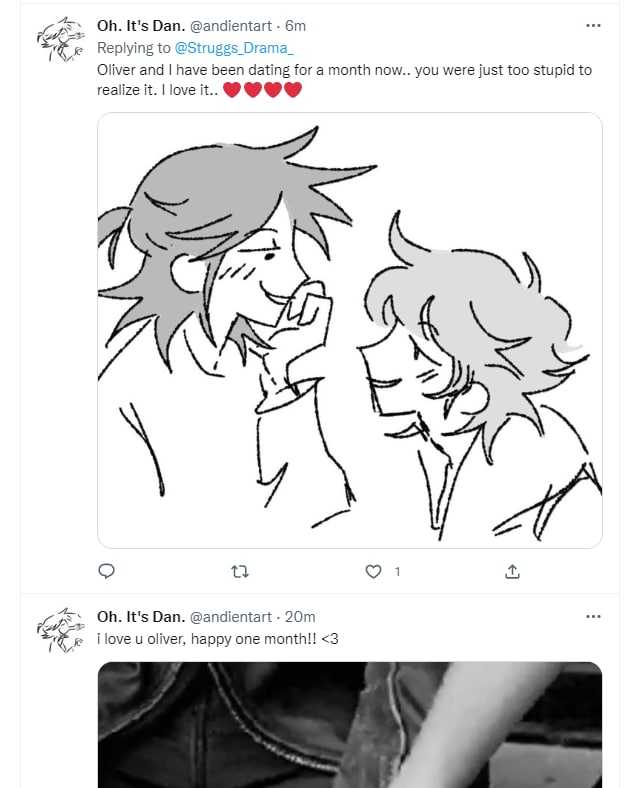 Oh. It's Dan. @andientart · 6m
Replying to @Struggs_Drama_
Oliver and I have been dating for a month now.. you were just too stupid to
realize it. I love it.. ❤️❤️❤️❤️
1
Oh. It's Dan. @andientart · 20m
i love u oliver, happy one month!! <3